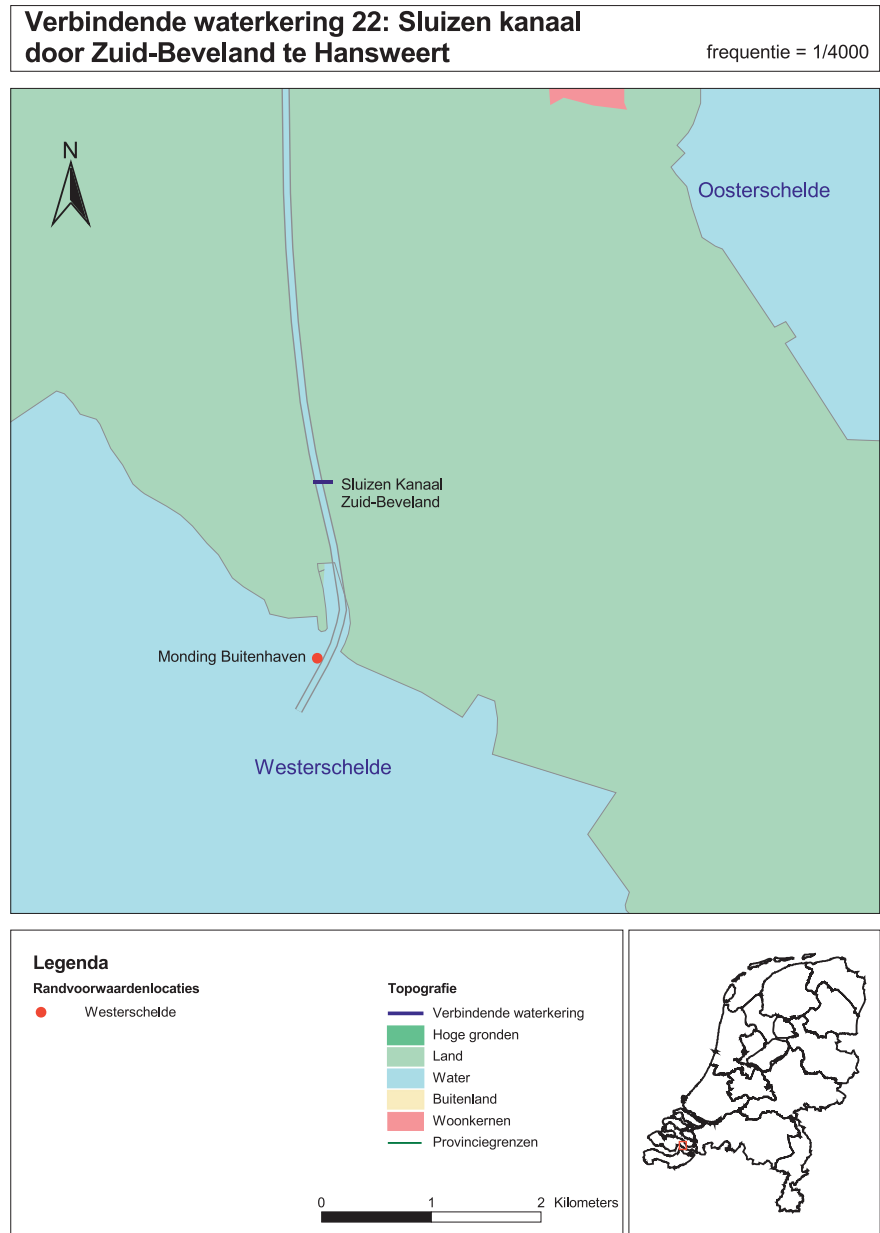 Verbindende waterkering 22: Sluizen kanaal
door Zuid-Beveland te Hansweert
frequentie = 1/4000
N
Oosterschelde
Sluizen Kanaal
Zuid-Beveland
Monding Buitenhaven
Westerschelde
Legenda
Randvoorwaardenlocaties
Westerschelde
Topografie
Verbindende waterkering
Hoge gronden
Land
Water
Buitenland
Woonkernen
Provinciegrenzen
0 1 2 Kilometers